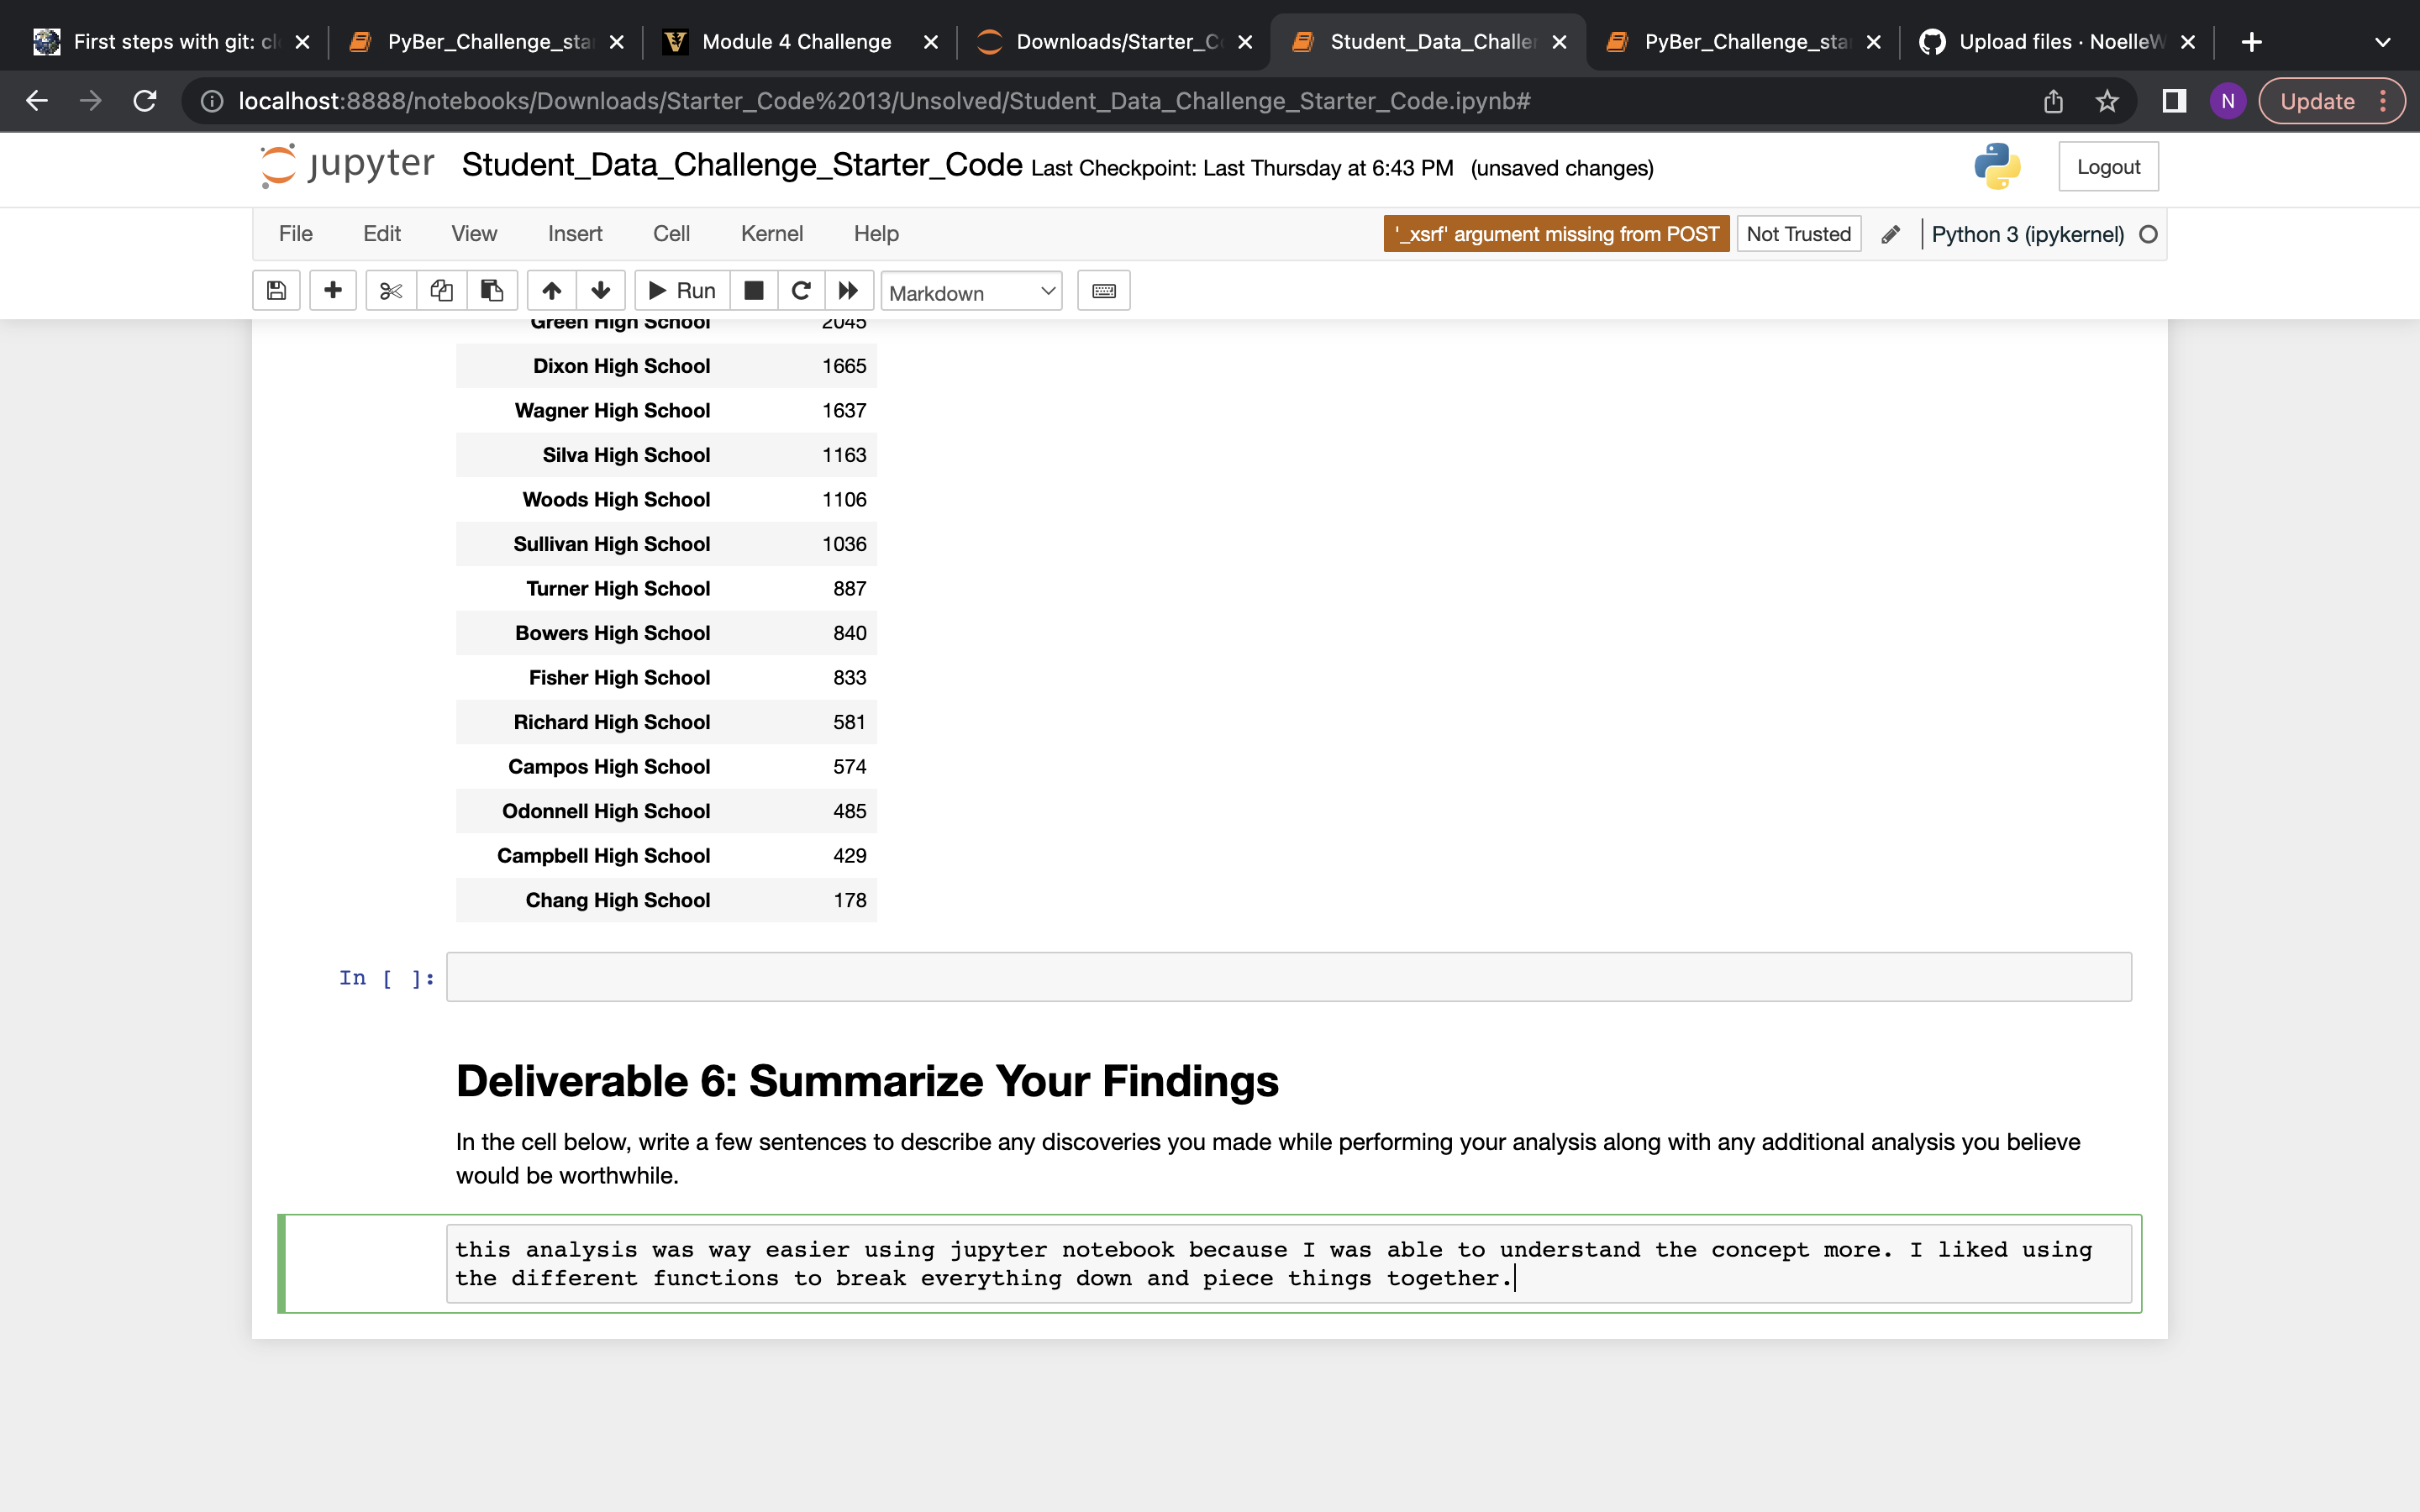 First steps with git: cl
PyBer_Challenge_sta
Module 4 Challenge
Downloads/Starter_C
Student_Data_Challe
PyBer_Challenge_sta
Upload files · NoelleW
localhost:8888/notebooks/Downloads/Starter_Code%2013/Unsolved/Student_Data_Challenge_Starter_Code.ipynb#
N
Update
jupyter Student_Data_Challenge_Starter_Code Last Checkpoint: Last Thursday at 6:43 PM (unsaved changes)
Logout
File Edit View Insert Cell Kernel Help
'_xsrf' argument missing from POST
Not Trusted
Python 3 (ipykernel)
Run
Markdown
Green High School 2045
Dixon High School 1665
Wagner High School 1637
Silva High School 1163
Woods High School 1106
Sullivan High School 1036
Turner High School 887
Bowers High School 840
Fisher High School 833
Richard High School 581
Campos High School 574
Odonnell High School 485
Campbell High School 429
Chang High School 178
In [ ]:
Deliverable 6: Summarize Your Findings
In the cell below, write a few sentences to describe any discoveries you made while performing your analysis along with any additional analysis you believe
would be worthwhile.
this analysis was way easier using jupyter notebook because I was able to understand the concept more. I liked using
the different functions to break everything down and piece things together.